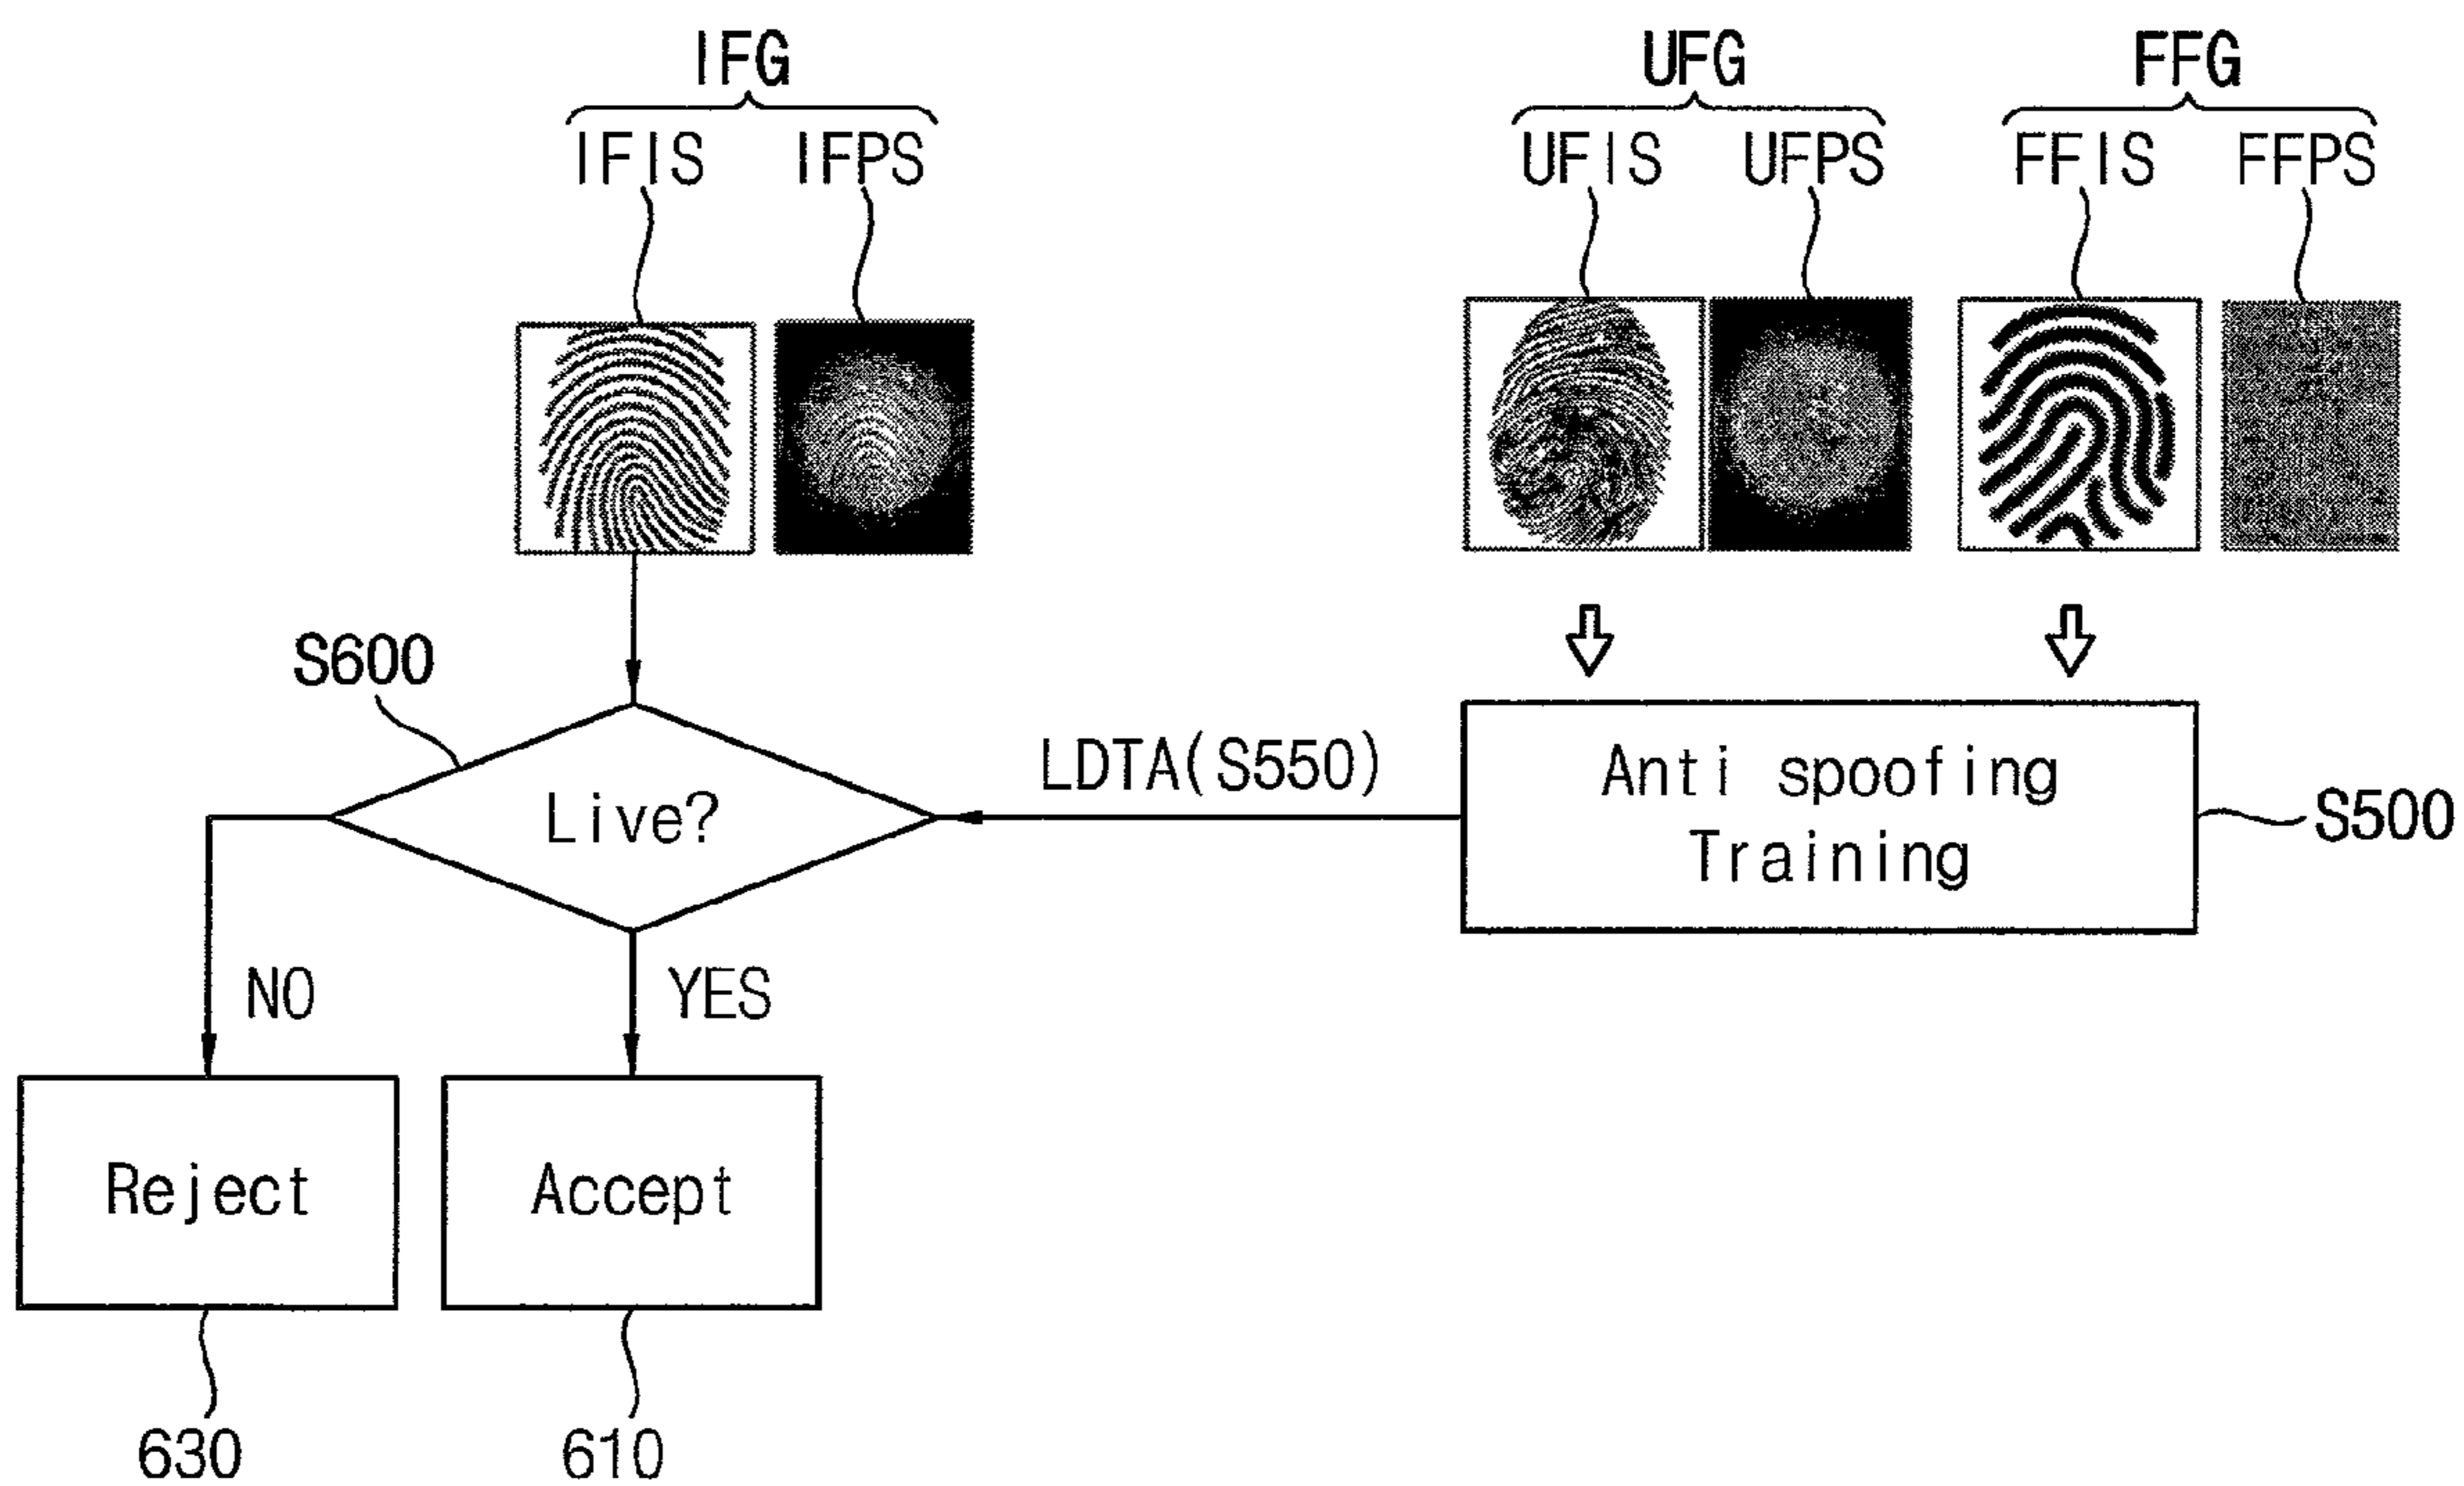 IFG
UFG
FFG
IFIS
IFPS
UFIS
UFPS
FFIS
FFPS
S600
Live?
LDTA(S550)
Anti spoofing
Training
S500
NO
YES
Reject
Accept
630
610